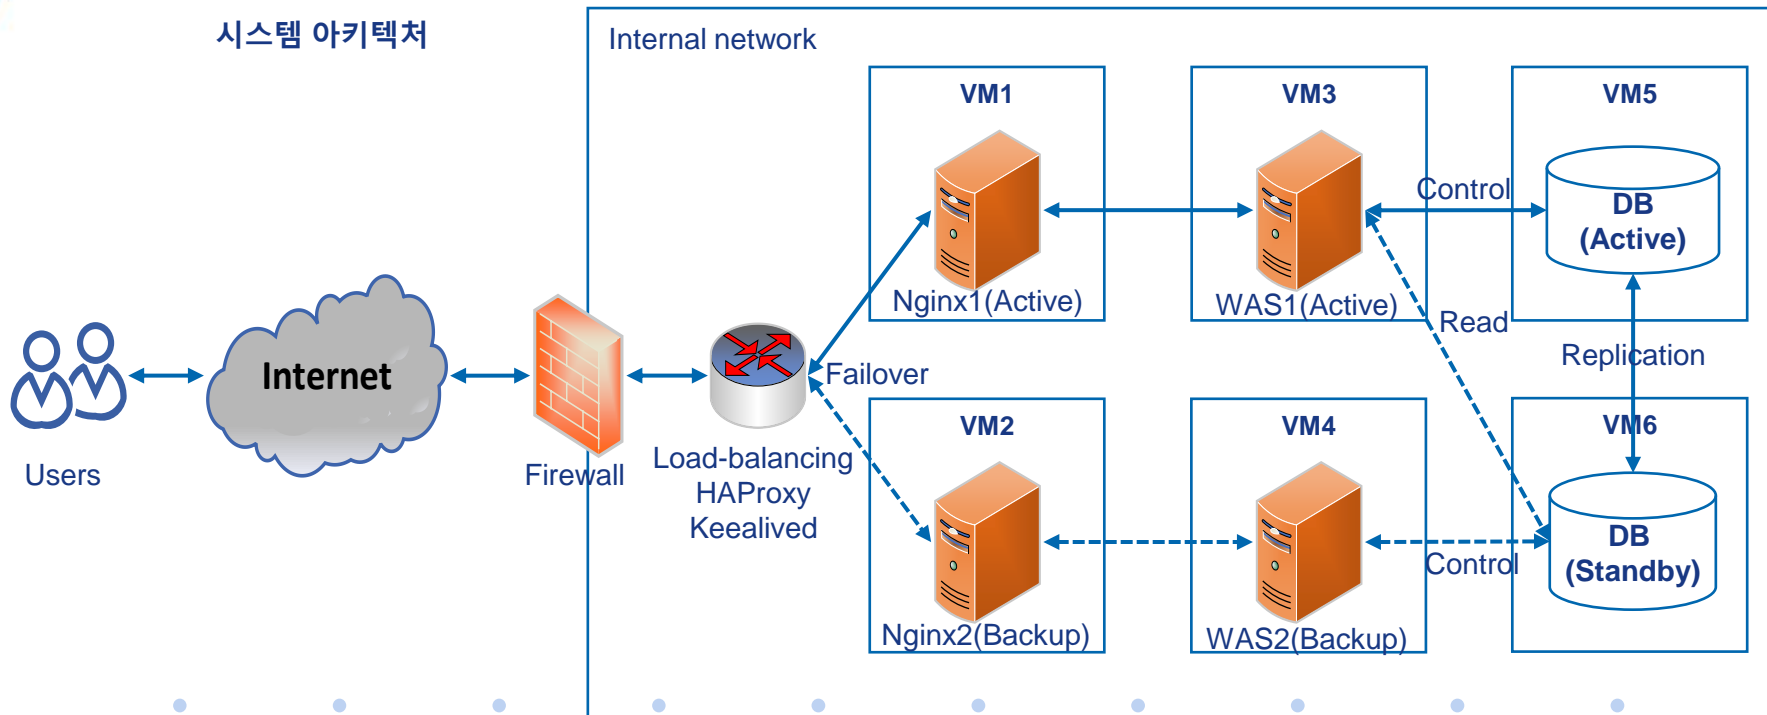 시스템 아키텍처
Internal network
VM1
VM3
VM5
Control
DB
(Active)
Nginx1(Active)
WAS1(Active)
Read
Replication
Internet
Failover
Users
Firewall
Load-balancing
HAProxy
Keealived
VM2
VM4
VM6
Control
DB
(Standby)
Nginx2(Backup)
WAS2(Backup)